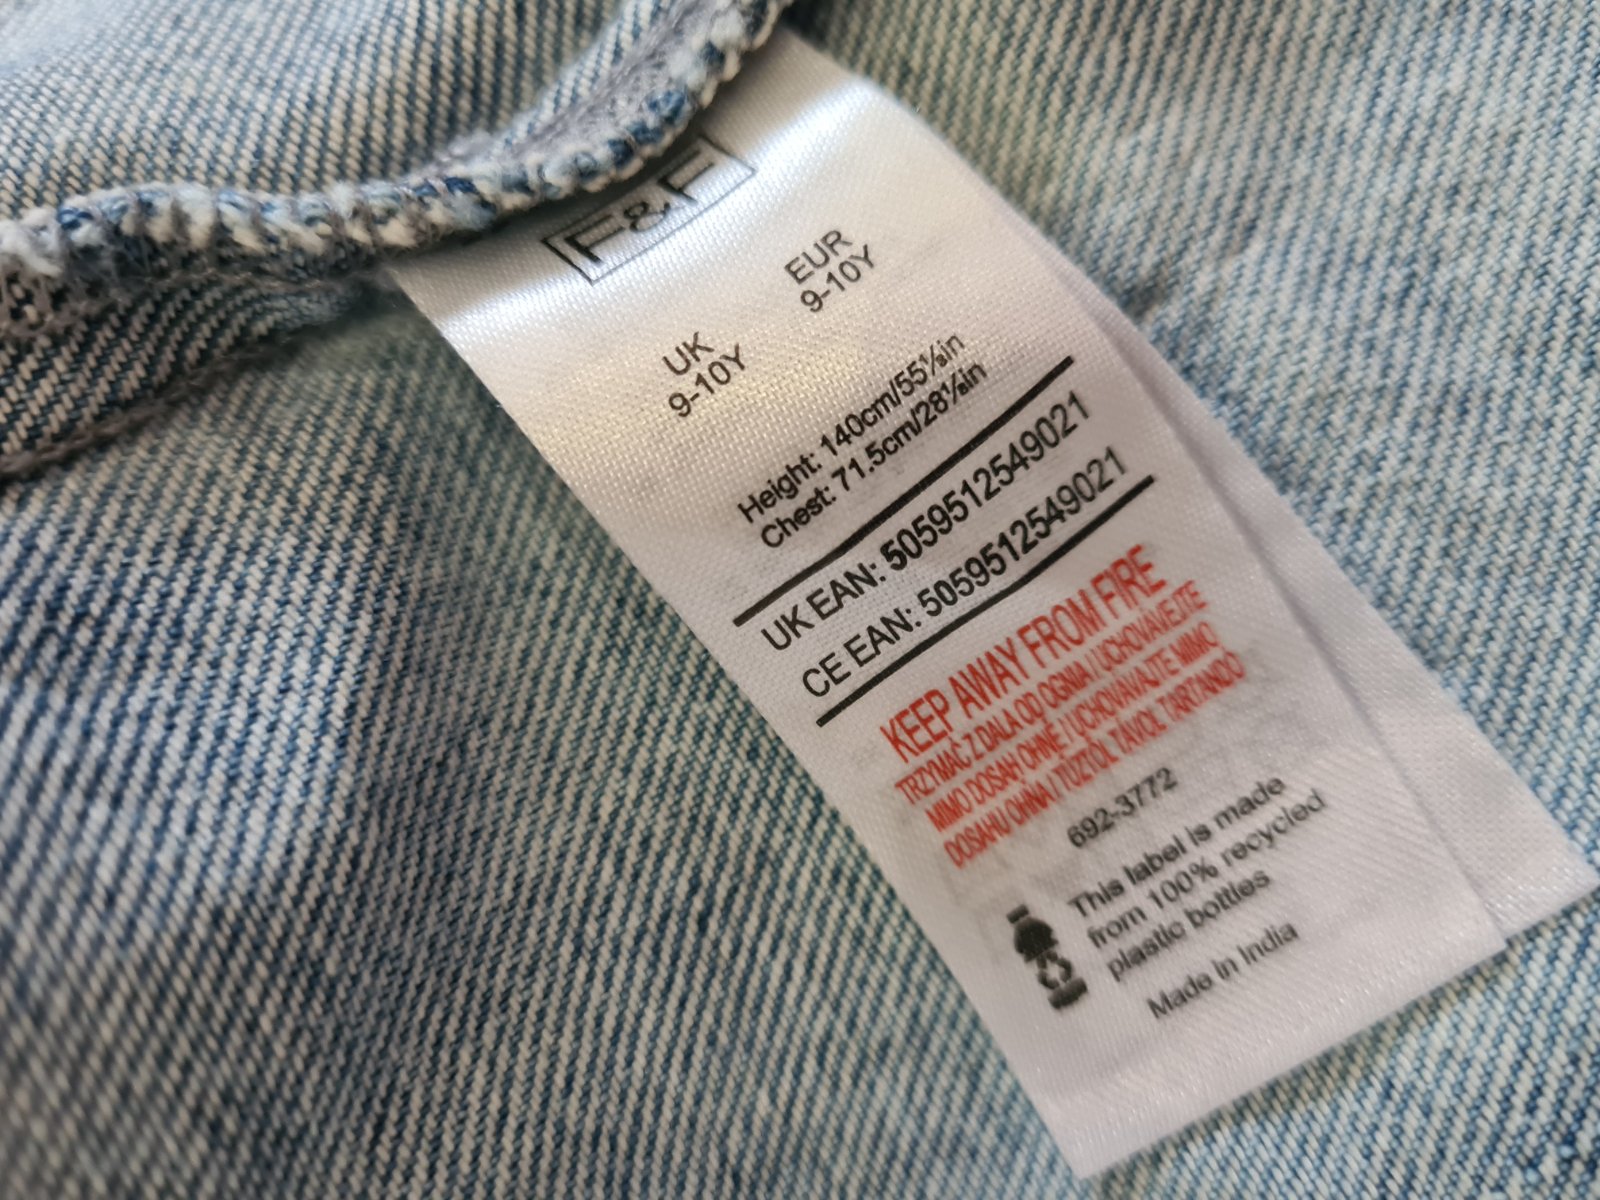 F&F
UK
9-10Y
EUR
9-10Y
Height: 140cm/55⅛in
Chest: 71.5cm/28⅛in
UK EAN: 5059512549021
CE EAN: 5059512549021
KEEP AWAY FROM FIRE
TRZYMAĆ Z DALA OD OGNIA / UCHOVÁVEJTE
MIMO DOSAH OHNĚ / UCHOVÁVAJTE MIMO
DOSAHU OHŇA / TŰZTŐL TÁVOL TARTANDÓ
692-3772
This label is made
from 100% recycled
plastic bottles
Made in India